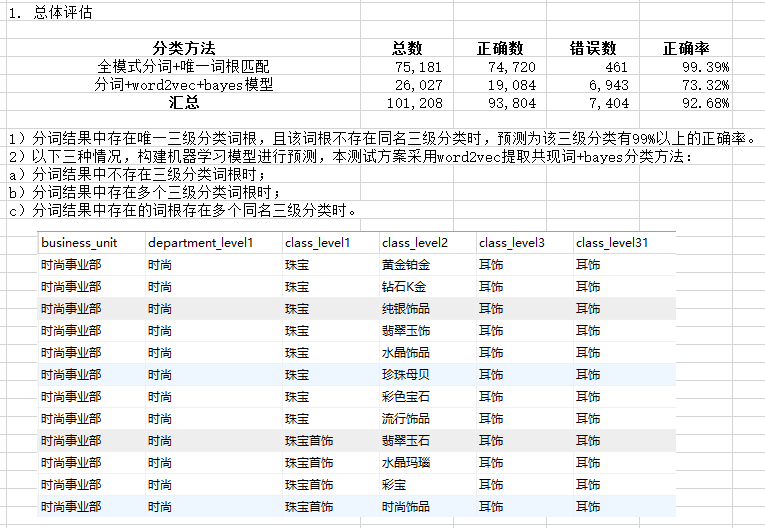 1. 总体评估
分类方法 总数 正确数 错误数 正确率
全模式分词+唯一词根匹配 75,181 74,720 461 99.39%
分词+word2vec+bayes模型 26,027 19,084 6,943 73.32%
汇总 101,208 93,804 7,404 92.68%
1）分词结果中存在唯一三级分类词根，且该词根不存在同名三级分类时，预测为该三级分类有99%以上的正确率。
2）以下三种情况，构建机器学习模型进行预测，本测试方案采用word2vec提取共现词+bayes分类方法：
a）分词结果中不存在三级分类词根时；
b）分词结果中存在多个三级分类词根时；
c）分词结果中存在的词根存在多个同名三级分类时。
business_unit department_level1 class_level1 class_level2 class_level3 class_level31
时尚事业部 时尚 珠宝 黄金铂金 耳饰 耳饰
时尚事业部 时尚 珠宝 钻石K金 耳饰 耳饰
时尚事业部 时尚 珠宝 纯银饰品 耳饰 耳饰
时尚事业部 时尚 珠宝 翡翠玉饰 耳饰 耳饰
时尚事业部 时尚 珠宝 水晶饰品 耳饰 耳饰
时尚事业部 时尚 珠宝 珍珠母贝 耳饰 耳饰
时尚事业部 时尚 珠宝 彩色宝石 耳饰 耳饰
时尚事业部 时尚 珠宝 流行饰品 耳饰 耳饰
时尚事业部 时尚 珠宝首饰 翡翠玉石 耳饰 耳饰
时尚事业部 时尚 珠宝首饰 水晶玛瑙 耳饰 耳饰
时尚事业部 时尚 珠宝首饰 彩宝 耳饰 耳饰
时尚事业部 时尚 珠宝首饰 时尚饰品 耳饰 耳饰